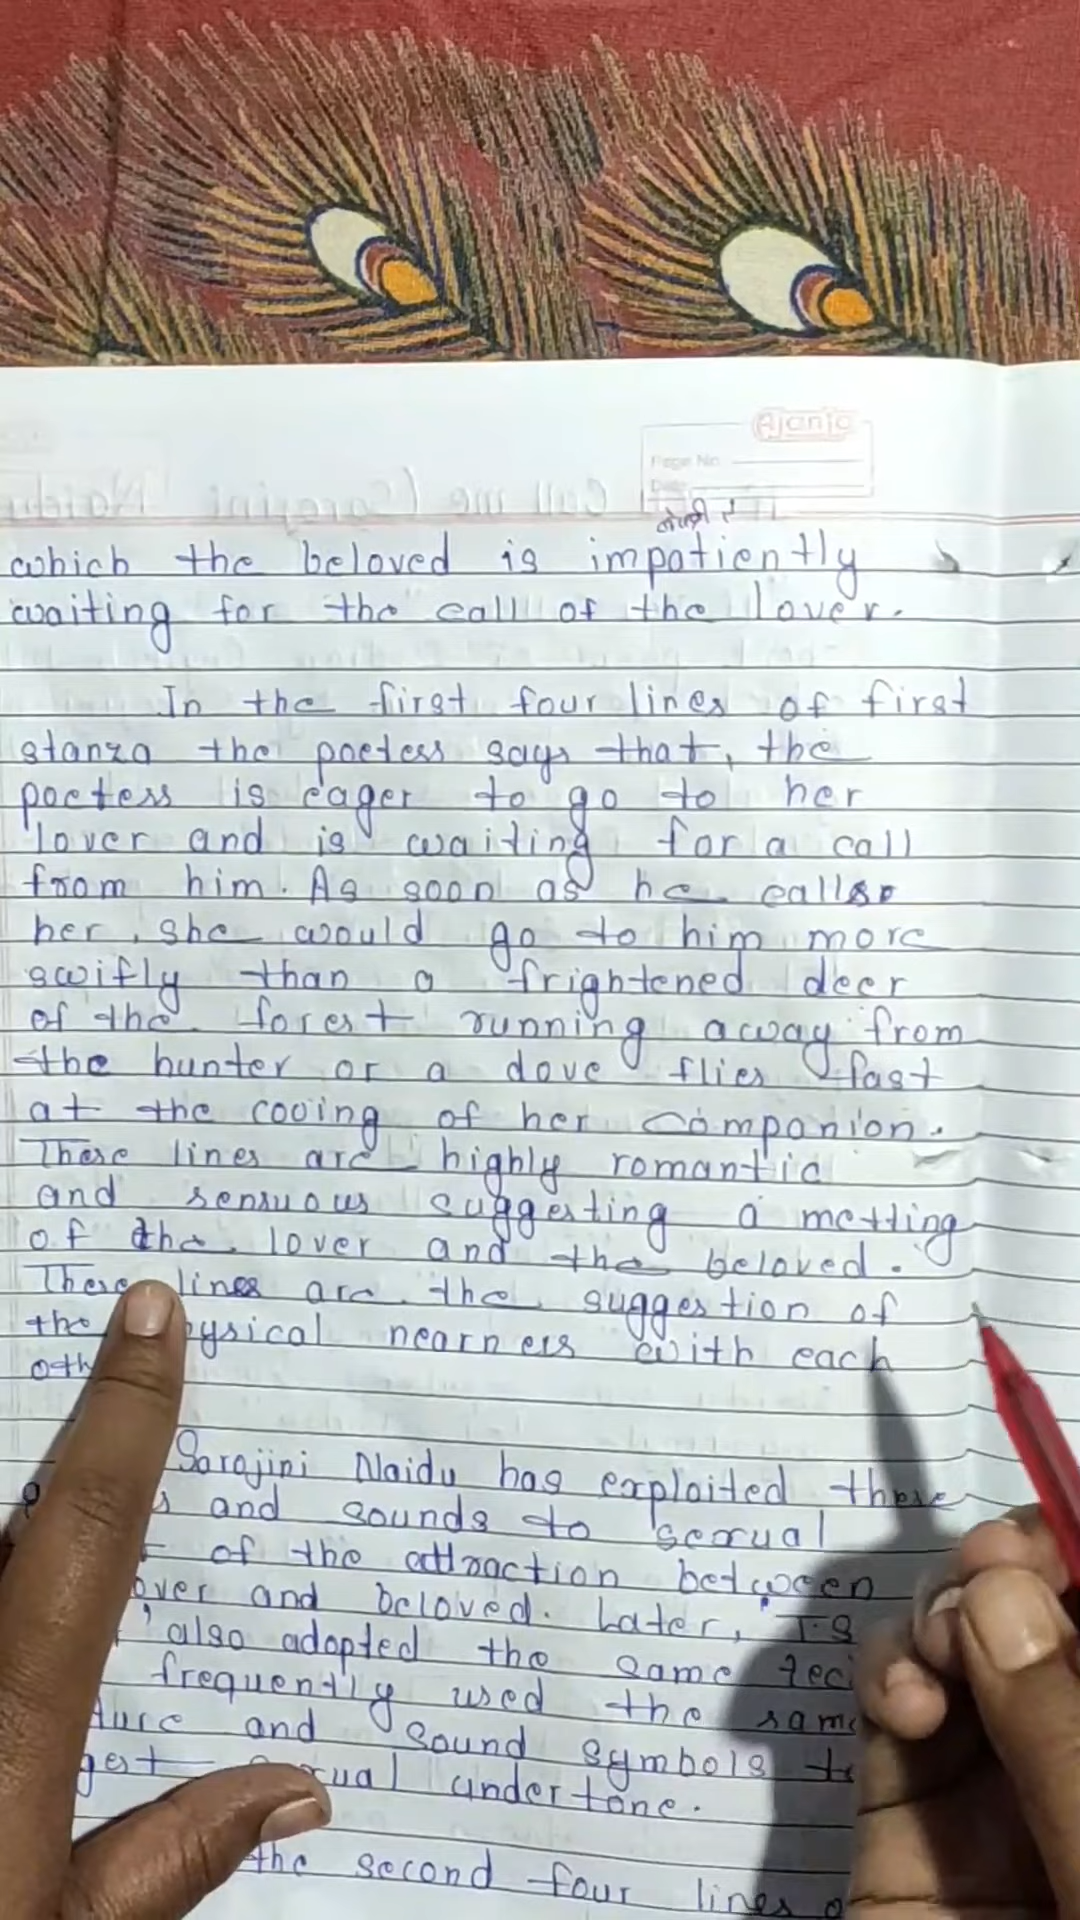 Ajanta
Page No.
Date
which the beloved is impatiently
waiting for the call of the lover.
In the first four lines of first
stanza the poetess says that, the
poetess is eager to go to her
lover and is waiting for a call
from him. As soon as he calls
her, she would go to him more
swifly than a frightened deer
of the forest running away from
the hunter or a dove flies fast
at the cooing of her companion.
These lines are highly romantic
and sensuous suggesting a metting
of the lover and the beloved.
These lines are the suggestion of
the nearness with each
Sarojini Naidu has exploited these
and sounds to sexual
of the attraction between
and beloved. Later, T.S
also adopted the same
frequently used the
and sound symbols
undertone.
the second four lines